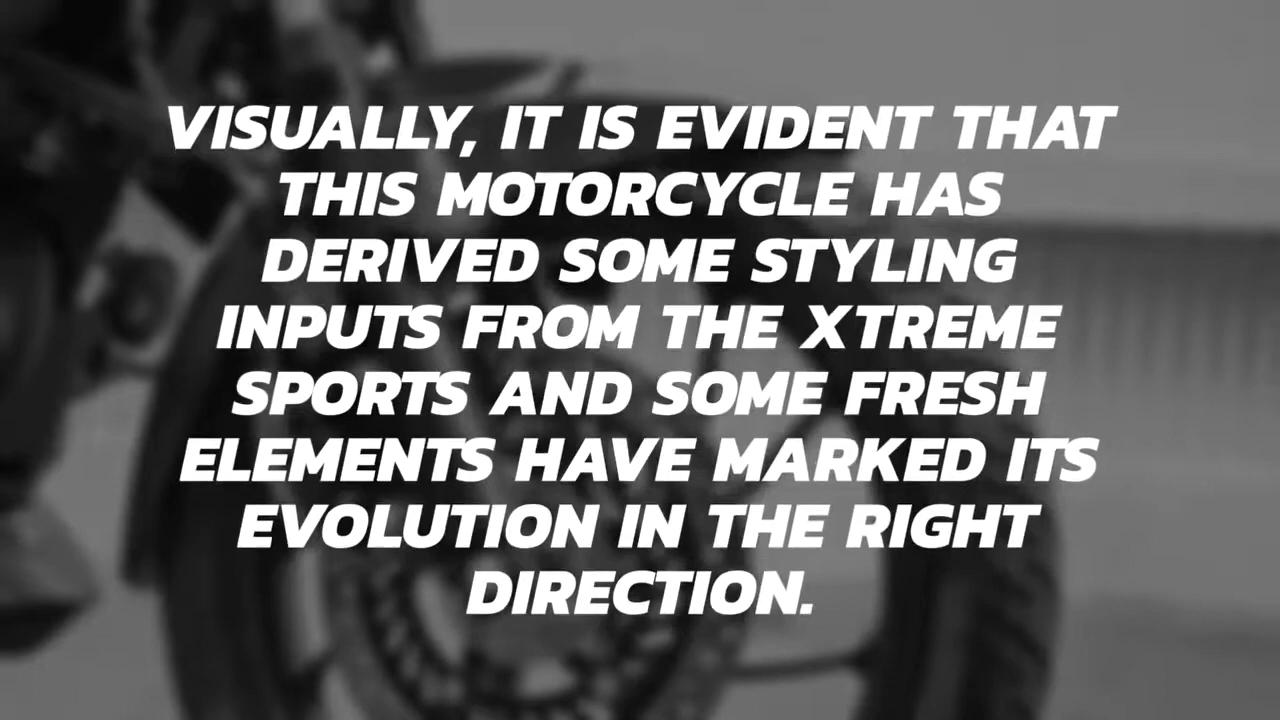 VISUALLY, IT IS EVIDENT THAT
THIS MOTORCYCLE HAS
DERIVED SOME STYLING
INPUTS FROM THE XTREME
SPORTS AND SOME FRESH
ELEMENTS HAVE MARKED ITS
EVOLUTION IN THE RIGHT
DIRECTION.